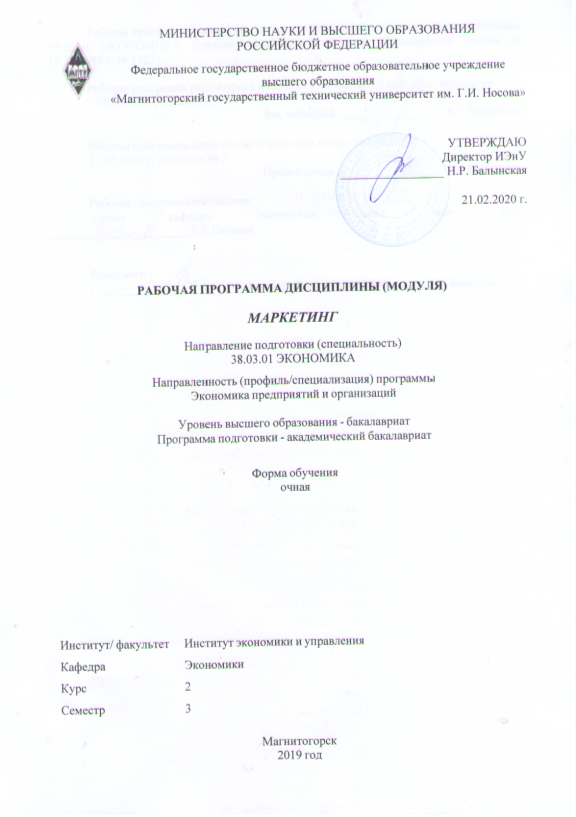 МИНИСТЕРСТВО НАУКИ И ВЫСШЕГО ОБРАЗОВАНИЯ
РОССИЙСКОЙ ФЕДЕРАЦИИ
Федеральное государственное бюджетное образовательное учреждение
высшего образования
«Магнитогорский государственный технический университет им. Г.И. Носова»
УТВЕРЖДАЮ
Директор ИЭиУ
Н.Р. Балынская
21.02.2020 г.
РАБОЧАЯ ПРОГРАММА ДИСЦИПЛИНЫ (МОДУЛЯ)
МАРКЕТИНГ
Направление подготовки (специальность)
38.03.01 ЭКОНОМИКА
Направленность (профиль/специализация) программы
Экономика предприятий и организаций
Уровень высшего образования - бакалавриат
Программа подготовки - академический бакалавриат
Форма обучения
очная
Институт/ факультет Институт экономики и управления
Кафедра Экономики
Курс 2
Семестр 3
Магнитогорск
2019 год